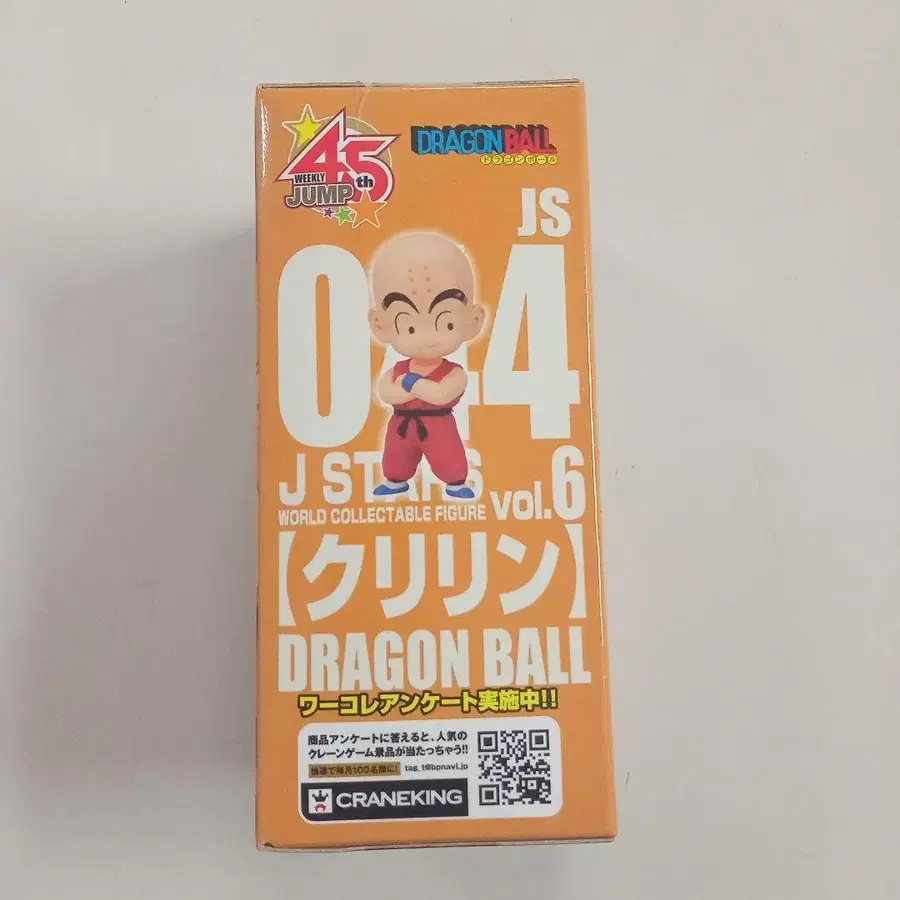 WEEKLY JUMP 45th
DRAGON BALL
ドラゴンボール
JS
044
J STARS
WORLD COLLECTABLE FIGURE vol.6
【クリリン】
DRAGON BALL
ワーコレアンケート実施中!!
商品アンケートに答えると、人気の
クレーンゲーム景品が当たっちゃう!!
抽選で毎月100名様に! tag_t@bpnavi.jp
CRANEKING